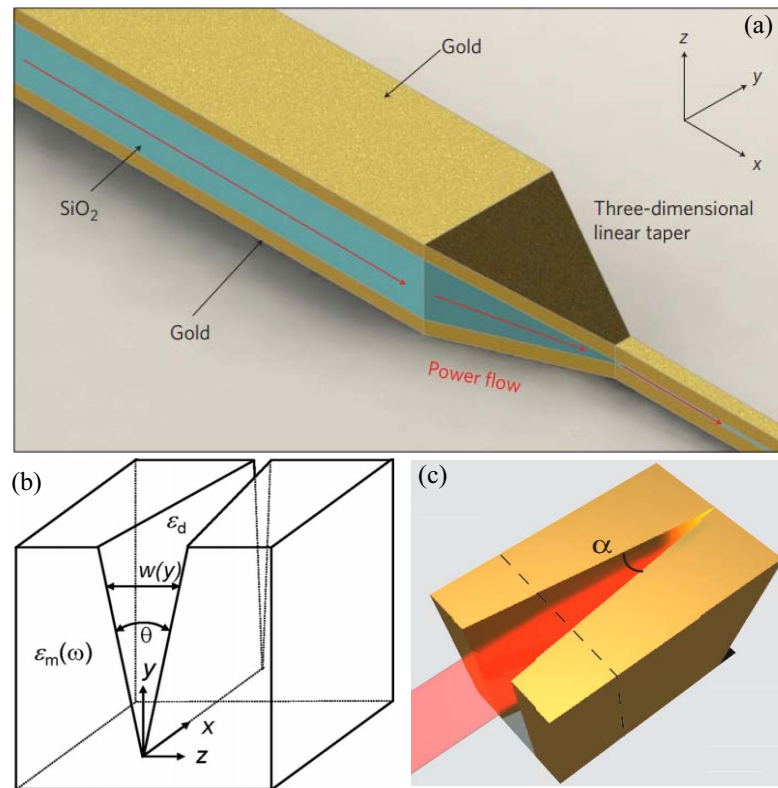 (a)
Gold
z
y
x
SiO₂
Three-dimensional
linear taper
Gold
Power flow
(b)
εd
w(y)
θ
εm(ω)
y
x
z
(c)
α